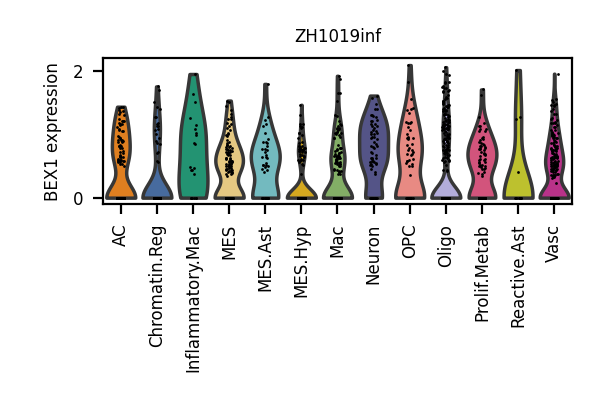 ZH1019inf
BEX1 expression
2
0
AC
Chromatin.Reg
Inflammatory.Mac
MES
MES.Ast
MES.Hyp
Mac
Neuron
OPC
Oligo
Prolif.Metab
Reactive.Ast
Vasc